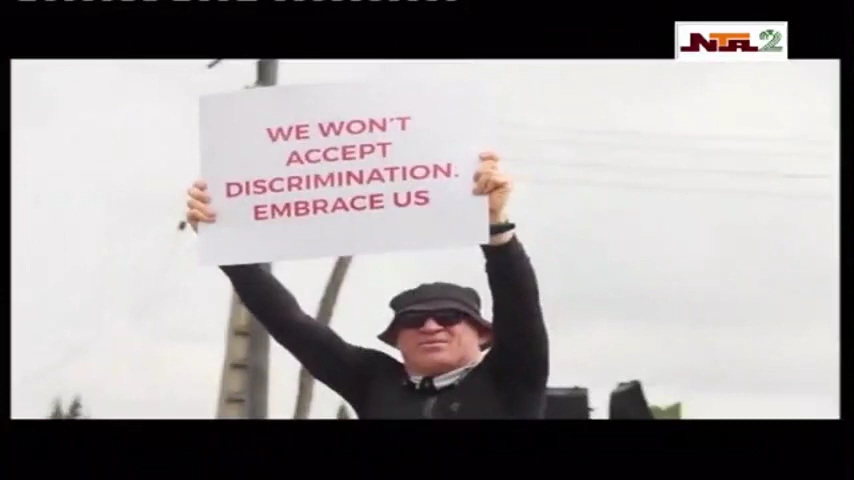 NTA2
WE WON'T
ACCEPT
DISCRIMINATION.
EMBRACE US